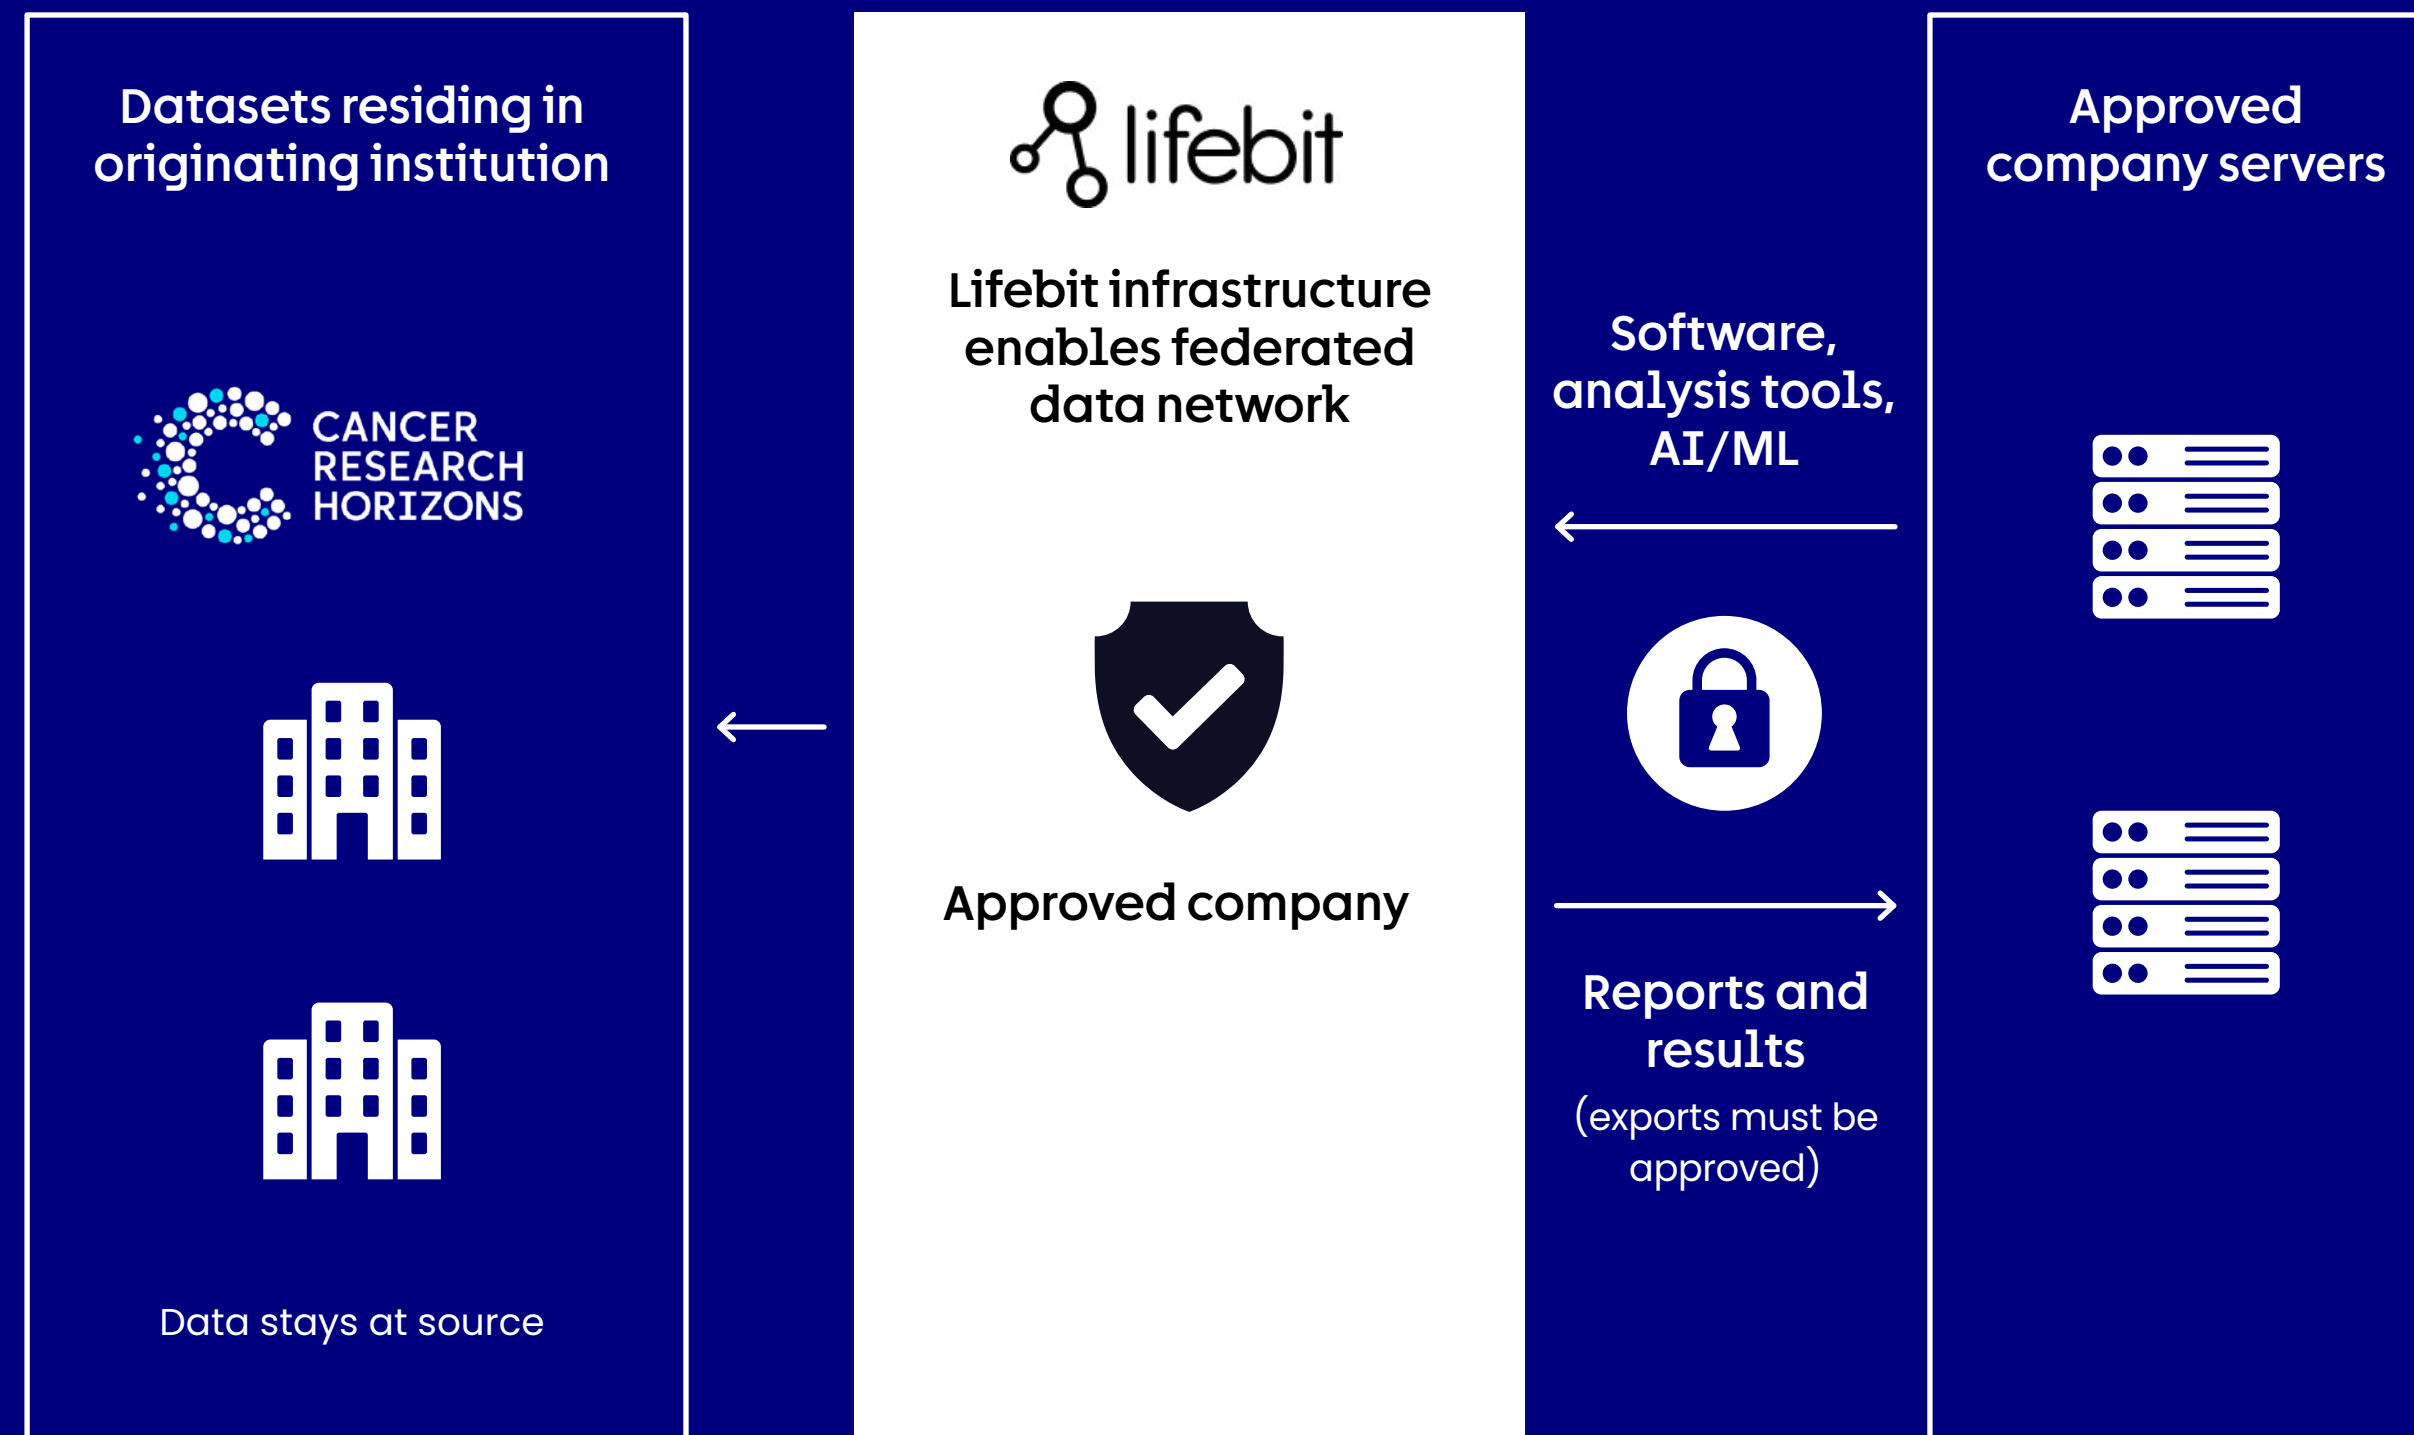 Datasets residing in
originating institution
CANCER
RESEARCH
HORIZONS
Data stays at source
lifebit
Lifebit infrastructure
enables federated
data network
Approved company
Software,
analysis tools,
AI/ML
Reports and
results
(exports must be
approved)
Approved
company servers